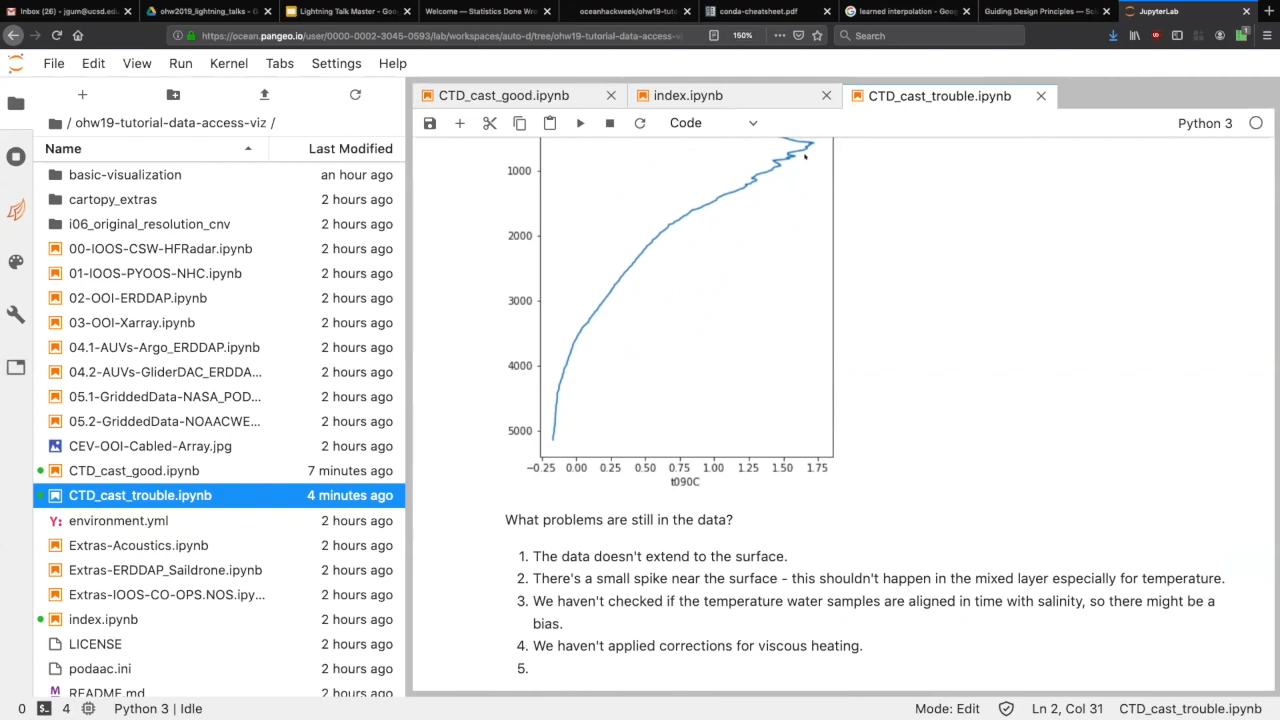 Inbox (26) - jgum@ucsd.ed
ohw2019_lightning_talks - G
Lightning Talk Master - Goo
Welcome — Statistics Done Wro
oceanhackweek/ohw19-tuto
conda-cheatsheet.pdf
learned interpolation - Goog
Guiding Design Principles — Sci
JupyterLab
https://ocean.pangeo.io/user/0000-0002-3045-0593/lab/workspaces/auto-d/tree/ohw19-tutorial-data-access-vi
150%
Search
File Edit View Run Kernel Tabs Settings Help
CTD_cast_good.ipynb
index.ipynb
CTD_cast_trouble.ipynb
/ ohw19-tutorial-data-access-viz /
Code
Python 3
Name Last Modified
basic-visualization an hour ago
cartopy_extras 2 hours ago
i06_original_resolution_cnv 2 hours ago
00-IOOS-CSW-HFRadar.ipynb 2 hours ago
01-IOOS-PYOOS-NHC.ipynb 2 hours ago
02-OOI-ERDDAP.ipynb 2 hours ago
03-OOI-Xarray.ipynb 2 hours ago
04.1-AUVs-Argo_ERDDAP.ipynb 2 hours ago
04.2-AUVs-GliderDAC_ERDDA... 2 hours ago
05.1-GriddedData-NASA_POD... 2 hours ago
05.2-GriddedData-NOAACWE... 2 hours ago
CEV-OOI-Cabled-Array.jpg 2 hours ago
CTD_cast_good.ipynb 7 minutes ago
CTD_cast_trouble.ipynb 4 minutes ago
environment.yml 2 hours ago
Extras-Acoustics.ipynb 2 hours ago
Extras-ERDDAP_Saildrone.ipynb 2 hours ago
Extras-IOOS-CO-OPS.NOS.ipy... 2 hours ago
index.ipynb 2 hours ago
LICENSE 2 hours ago
podaac.ini 2 hours ago
README.md 2 hours ago
1000
2000
3000
4000
5000
−0.25 0.00 0.25 0.50 0.75 1.00 1.25 1.50 1.75
t090C
What problems are still in the data?
1. The data doesn't extend to the surface.
2. There's a small spike near the surface - this shouldn't happen in the mixed layer especially for temperature.
3. We haven't checked if the temperature water samples are aligned in time with salinity, so there might be a
bias.
4. We haven't applied corrections for viscous heating.
5.
0 4 Python 3 | Idle
Mode: Edit Ln 2, Col 31 CTD_cast_trouble.ipynb